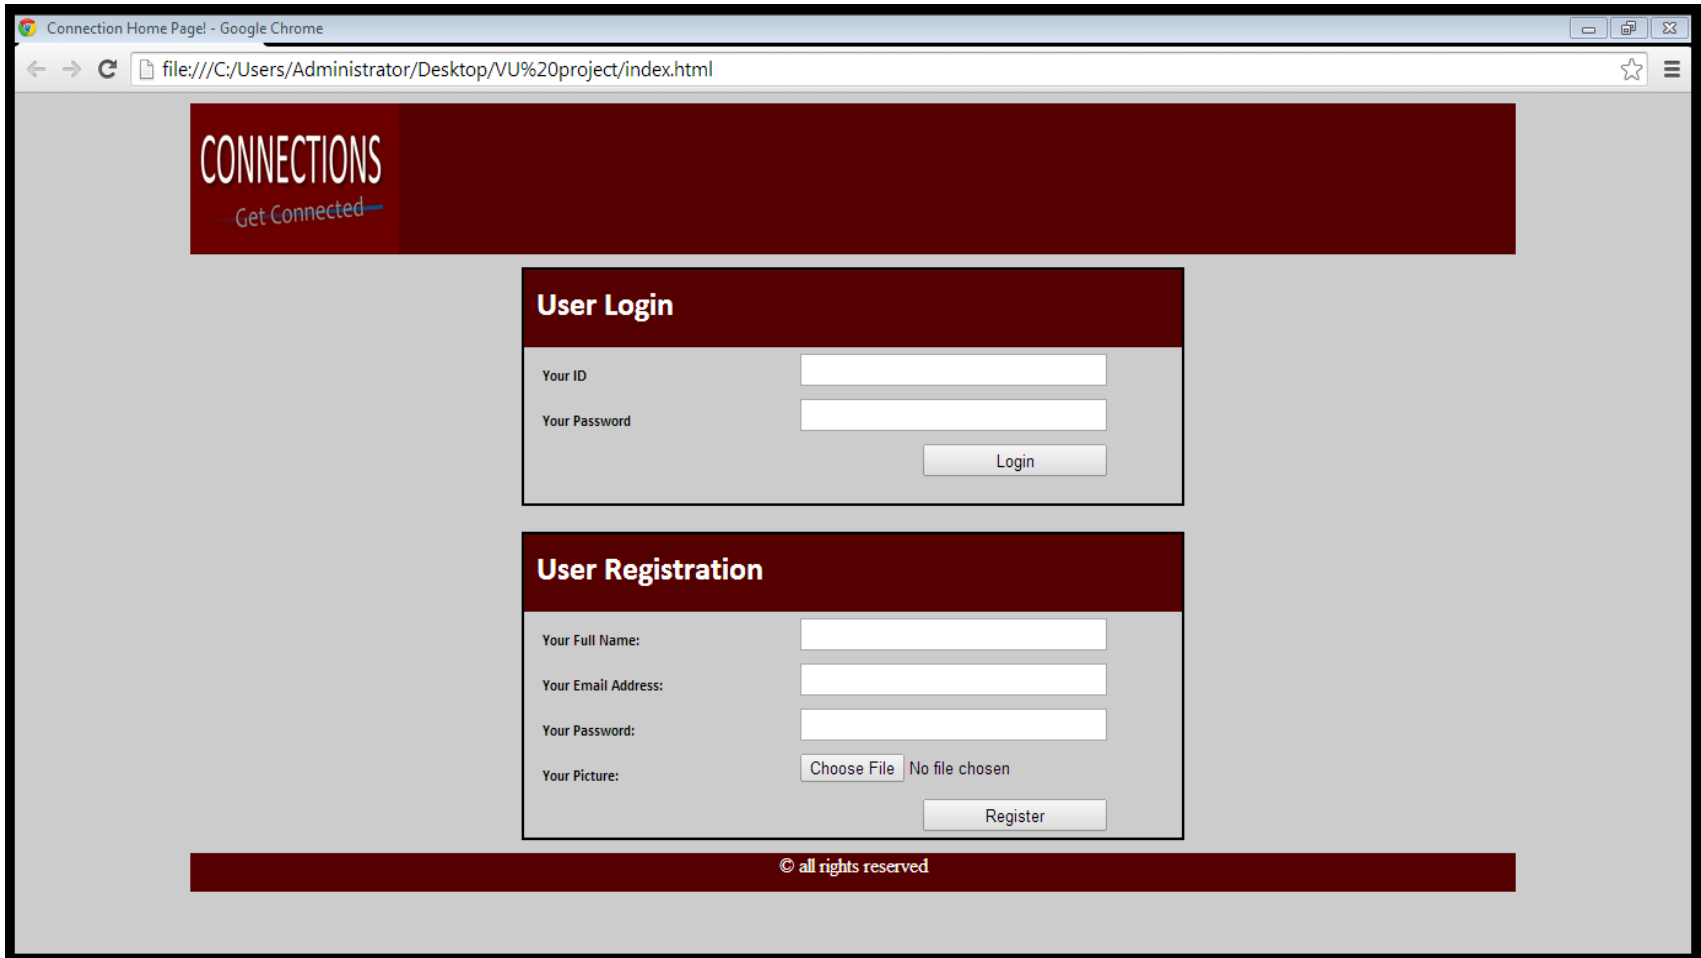 Connection Home Page! - Google Chrome
file:///C:/Users/Administrator/Desktop/VU%20project/index.html
CONNECTIONS
Get Connected
User Login
Your ID
Your Password
Login
User Registration
Your Full Name:
Your Email Address:
Your Password:
Your Picture: Choose File No file chosen
Register
© all rights reserved